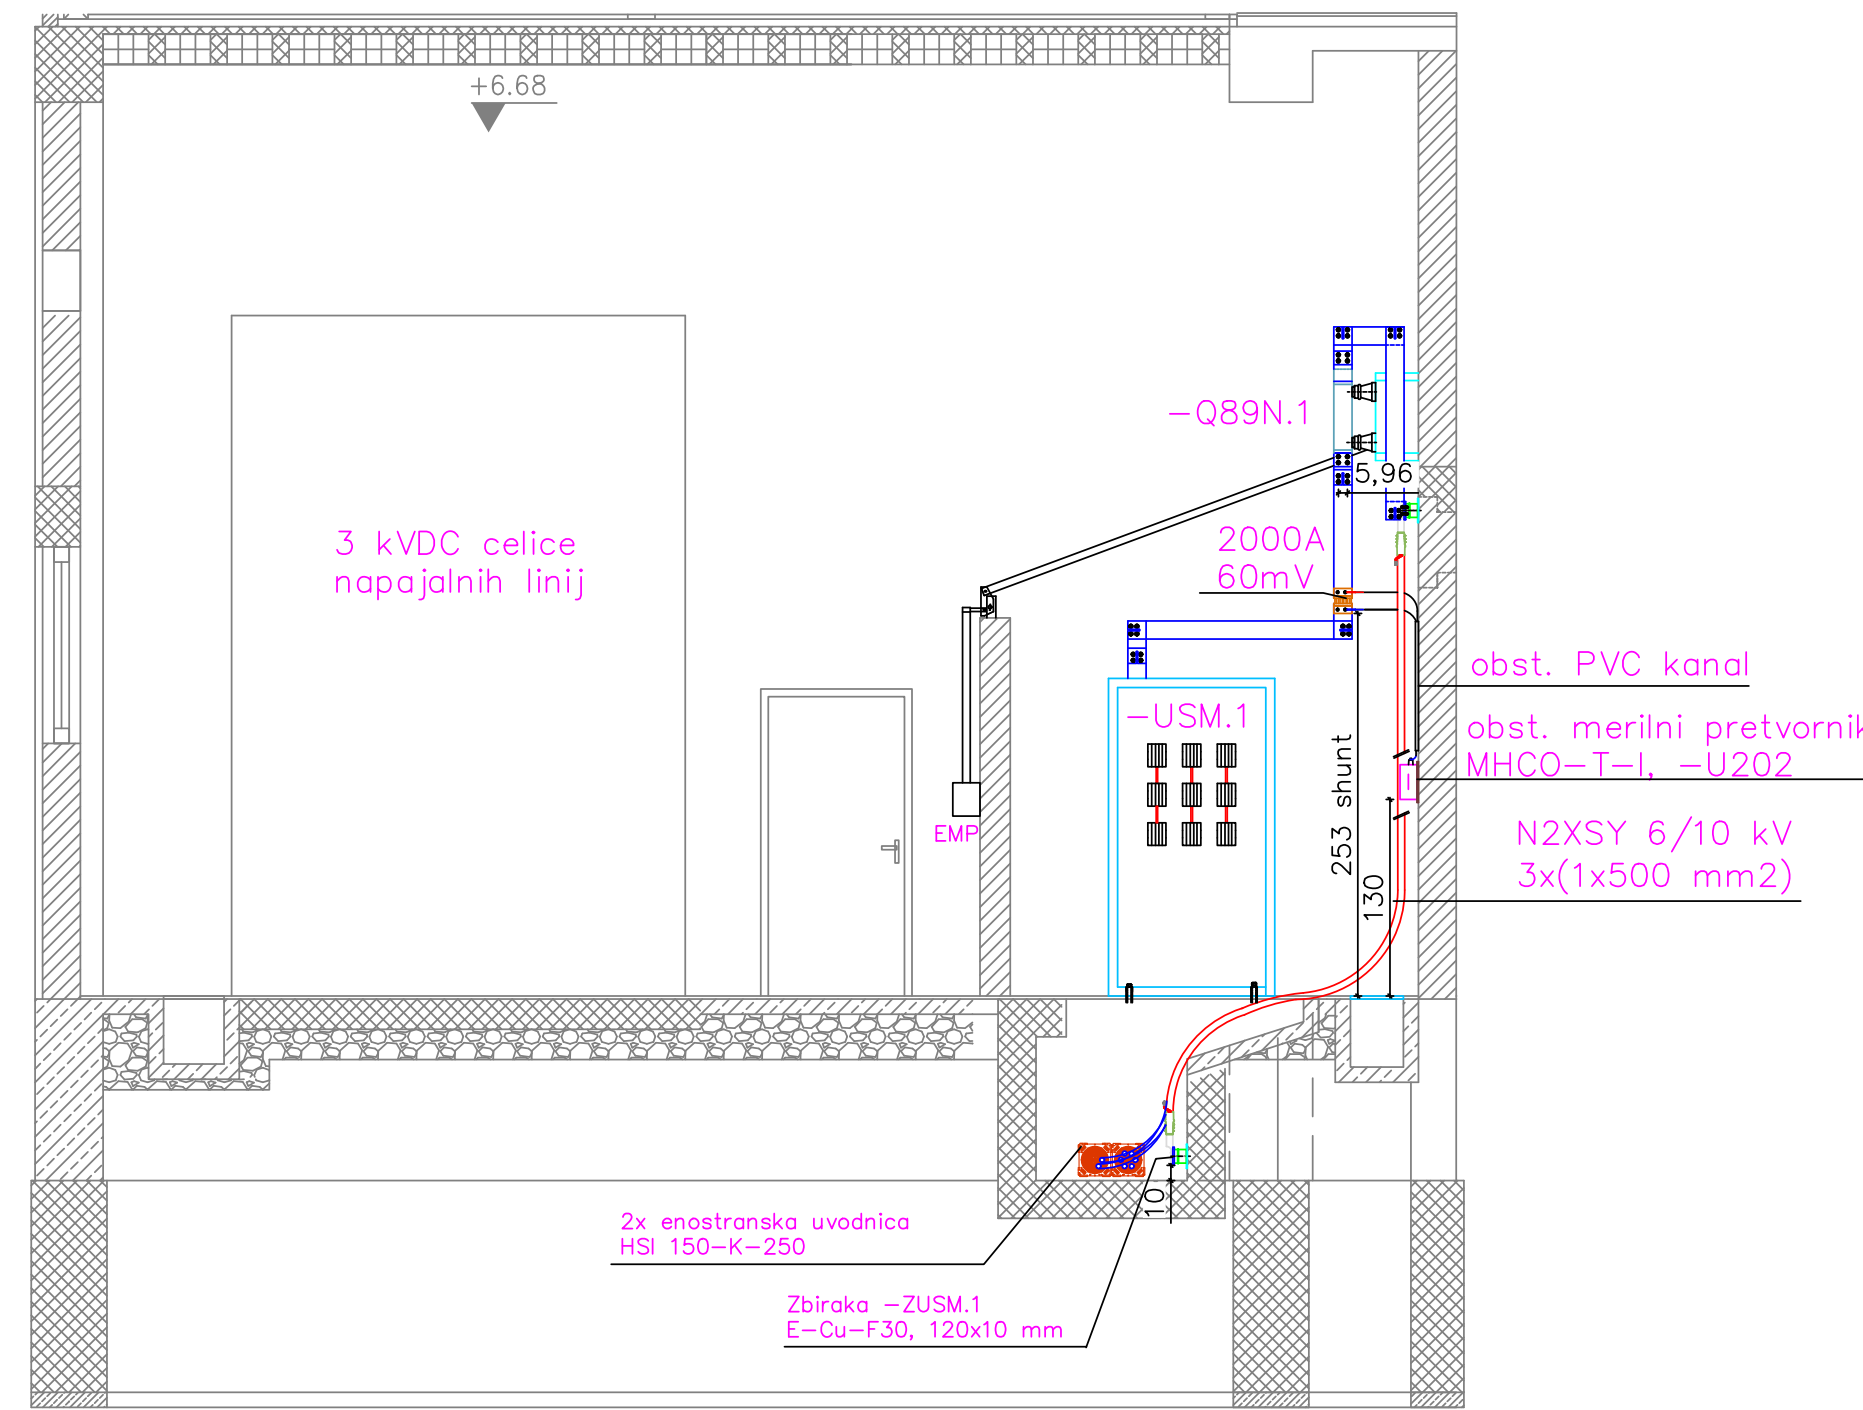 +6.68
-Q89N.1
5,96
3 kVDC celice
napajalnih linij
2000A
60mV
obst. PVC kanal
-USM.1
obst. merilni pretvornik
MHCO-T-I, -U202
253 shunt
EMP
N2XSY 6/10 kV
3x(1x500 mm2)
130
10
2x enostranska uvodnica
HSI 150-K-250
Zbiraka -ZUSM.1
E-Cu-F30, 120x10 mm